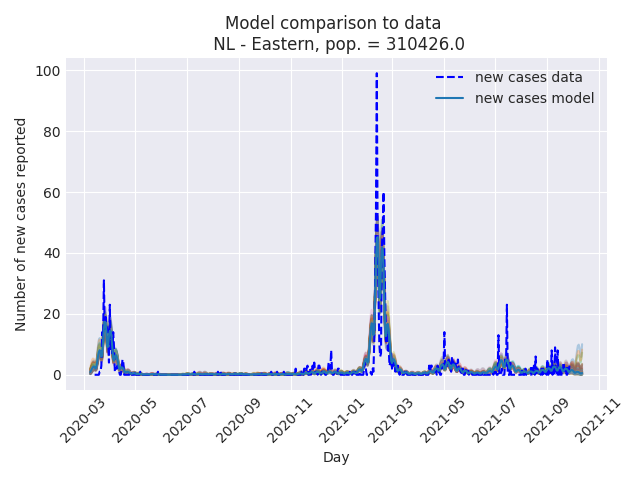 Model comparison to data
NL - Eastern, pop. = 310426.0
new cases data
new cases model
Number of new cases reported
100
80
60
40
20
0
2020-03
2020-05
2020-07
2020-09
2020-11
2021-01
2021-03
2021-05
2021-07
2021-09
2021-11
Day